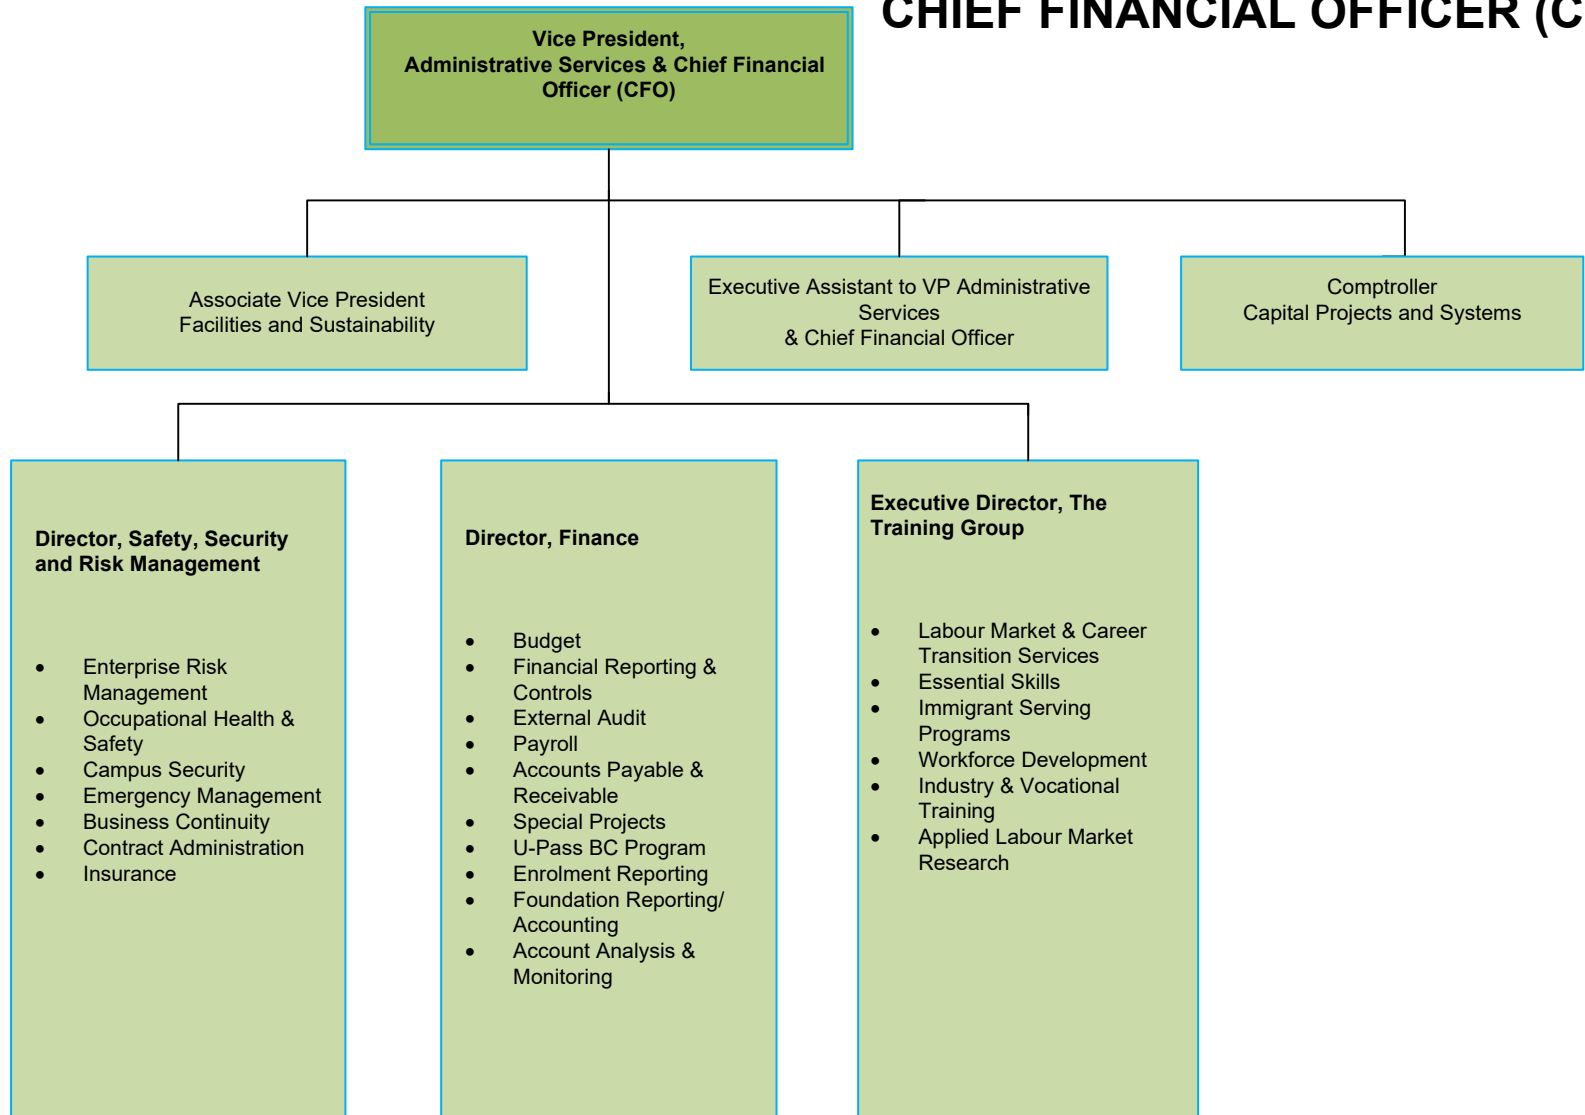 CHIEF FINANCIAL OFFICER (C
Vice President,
Administrative Services & Chief Financial
Officer (CFO)
Associate Vice President
Facilities and Sustainability
Executive Assistant to VP Administrative
Services
& Chief Financial Officer
Comptroller
Capital Projects and Systems
Director, Safety, Security
and Risk Management
• Enterprise Risk
Management
• Occupational Health &
Safety
• Campus Security
• Emergency Management
• Business Continuity
• Contract Administration
• Insurance
Director, Finance
• Budget
• Financial Reporting &
Controls
• External Audit
• Payroll
• Accounts Payable &
Receivable
• Special Projects
• U-Pass BC Program
• Enrolment Reporting
• Foundation Reporting/
Accounting
• Account Analysis &
Monitoring
Executive Director, The
Training Group
• Labour Market & Career
Transition Services
• Essential Skills
• Immigrant Serving
Programs
• Workforce Development
• Industry & Vocational
Training
• Applied Labour Market
Research